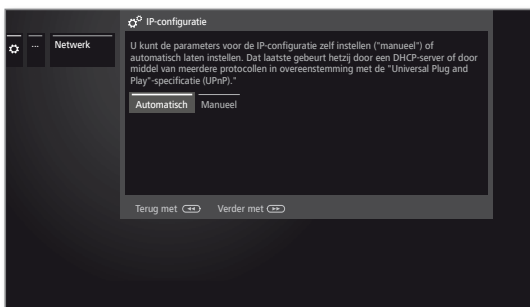 IP-configuratie
... Netwerk
U kunt de parameters voor de IP-configuratie zelf instellen ("manueel") of
automatisch laten instellen. Dat laatste gebeurt hetzij door een DHCP-server of door
middel van meerdere protocollen in overeenstemming met de "Universal Plug and
Play"-specificatie (UPnP)."
Automatisch Manueel
Terug met Verder met